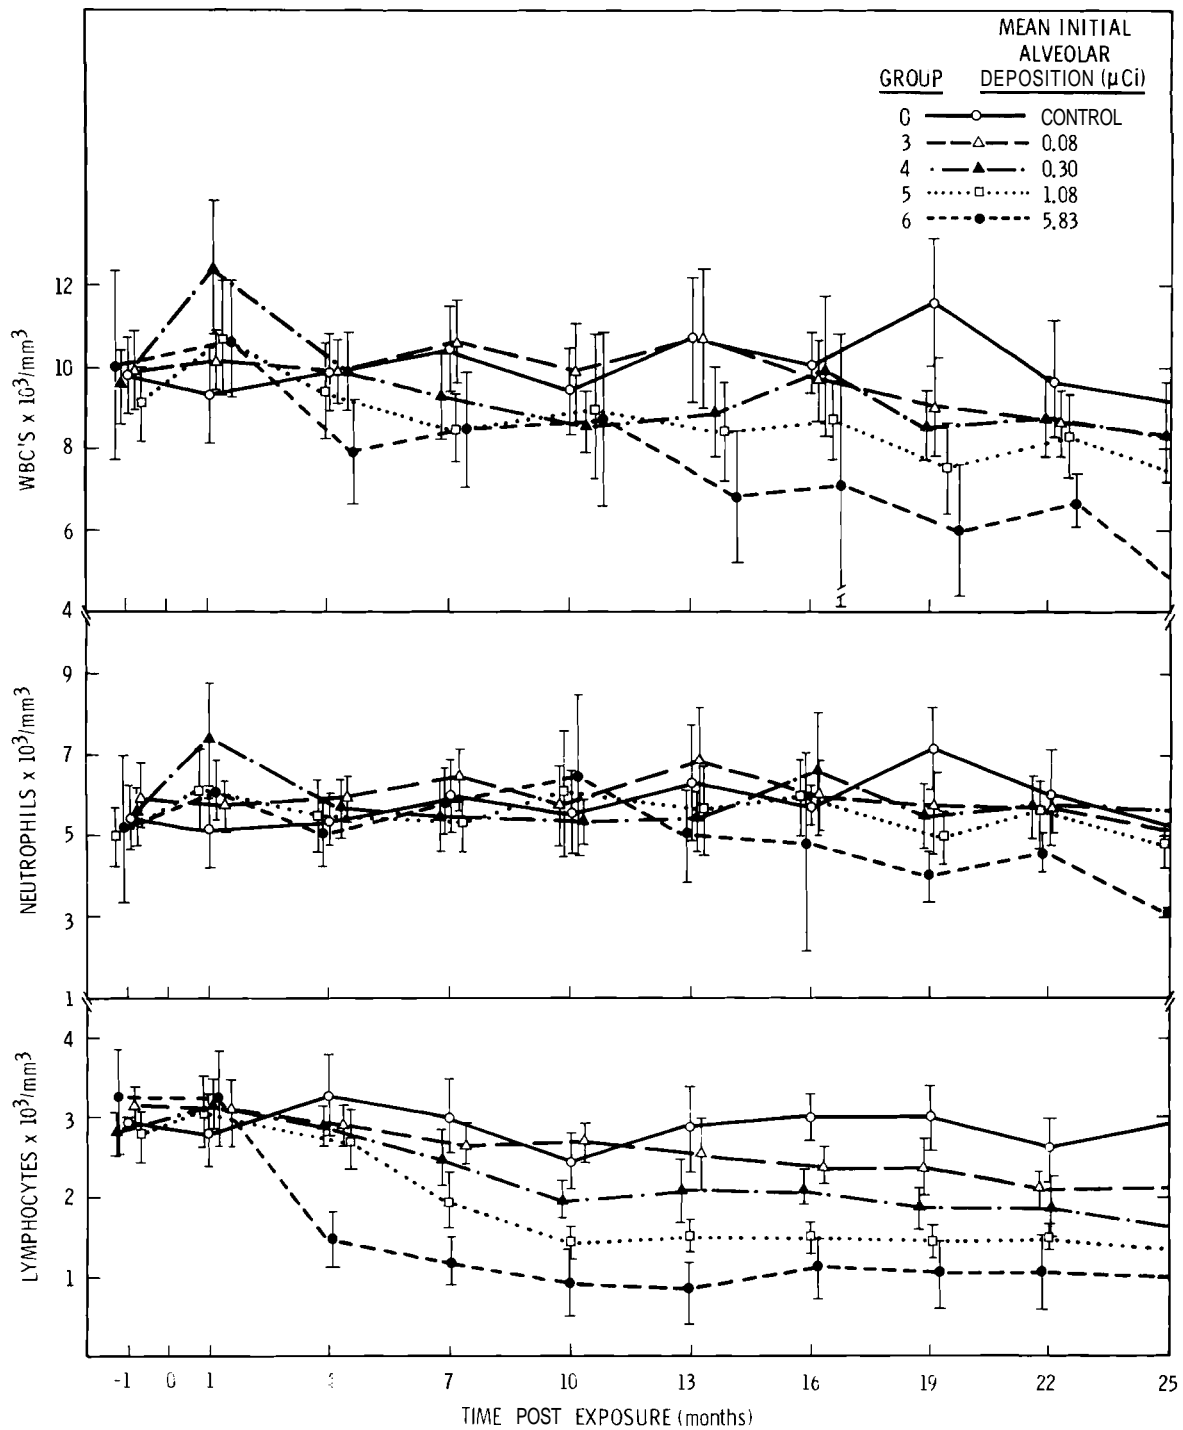 MEAN INITIAL
ALVEOLAR
GROUP DEPOSITION (μCi)
0 CONTROL
3 0.08
4 0.30
5 1.08
6 5.83
WBC'S x 10³/mm³
12
10
8
6
4
NEUTROPHILS x 10³/mm³
9
7
5
3
1
LYMPHOCYTES x 10³/mm³
4
3
2
1
-1 0 1 7 10 13 16 19 22 25
TIME POST EXPOSURE (months)